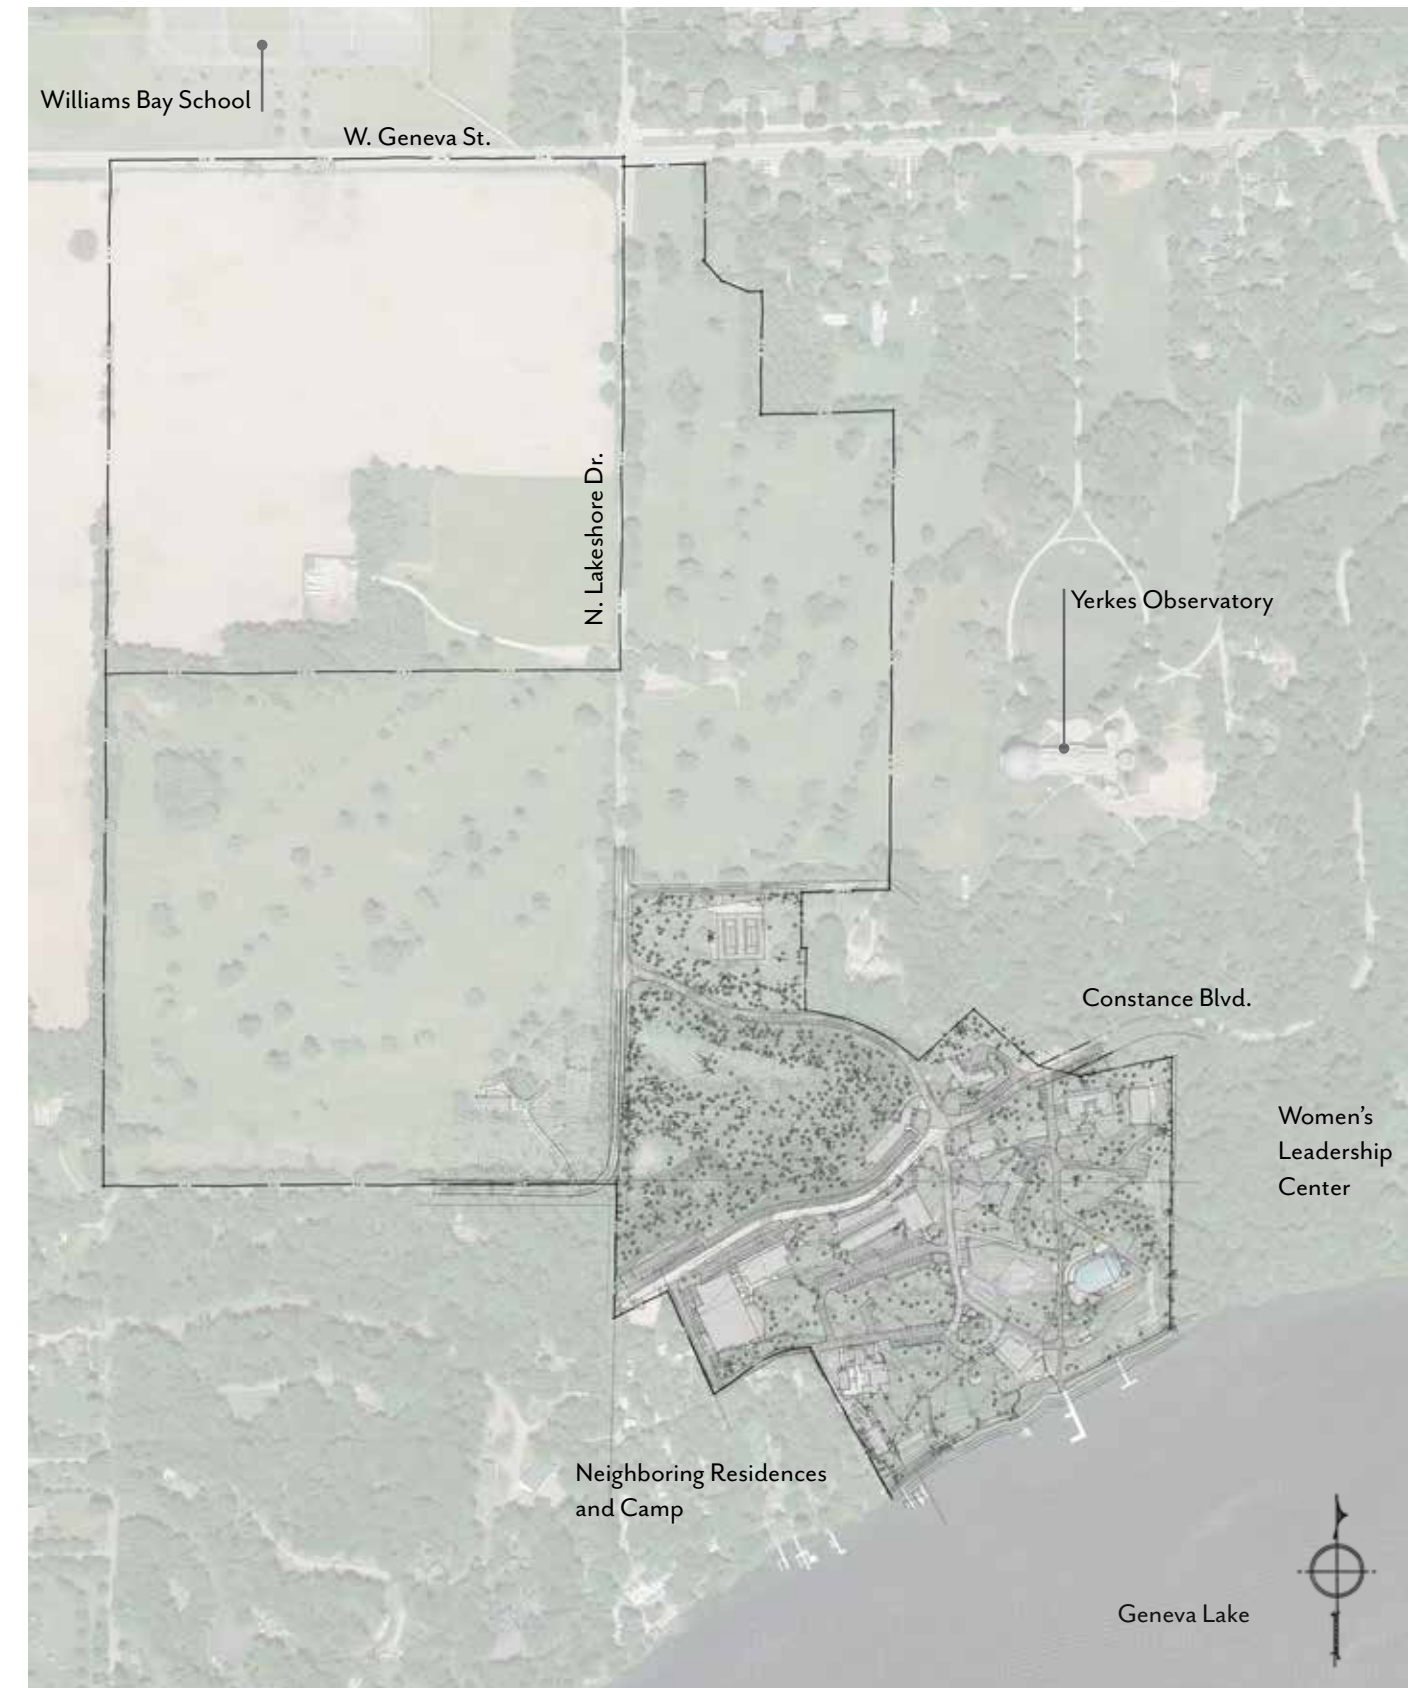 Williams Bay School
W. Geneva St.
N. Lakeshore Dr.
Yerkes Observatory
Constance Blvd.
Women’s
Leadership
Center
Neighboring Residences
and Camp
Geneva Lake